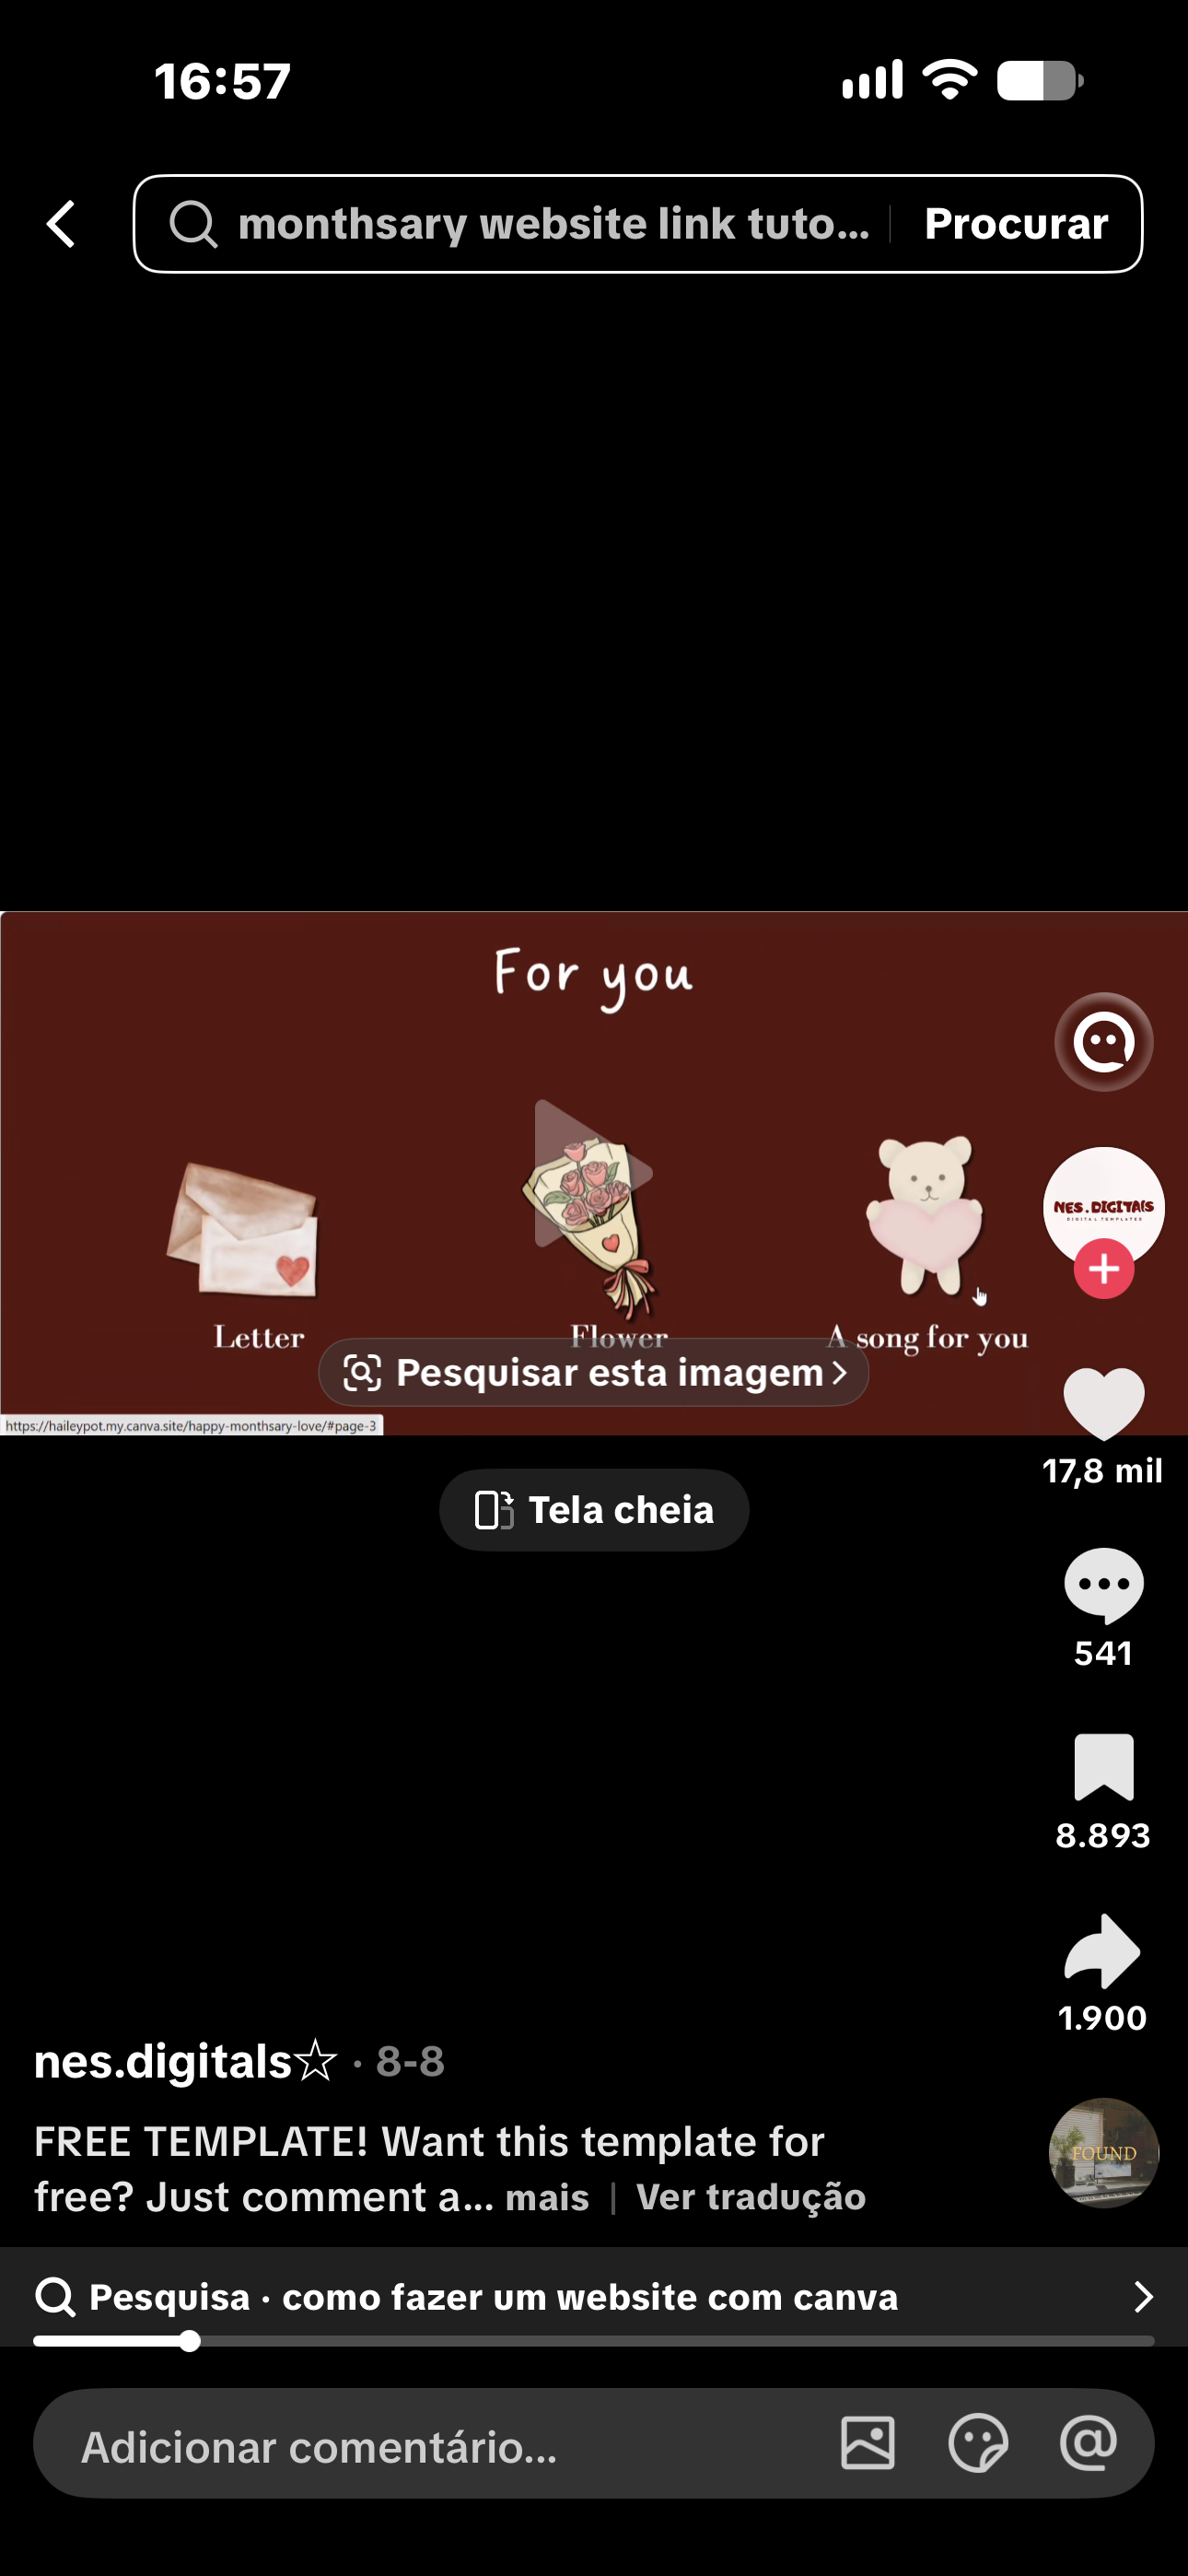 16:57
monthsary website link tuto...
Procurar
For you
NES.DIGITALS
DIGITAL TEMPLATES
Letter
Flower
A song for you
Pesquisar esta imagem
https://haileypot.my.canva.site/happy-monthsary-love/#page-3
17,8 mil
Tela cheia
541
8.893
1.900
nes.digitals☆ · 8-8
FREE TEMPLATE! Want this template for
free? Just comment a... mais | Ver tradução
FOUND
Pesquisa · como fazer um website com canva
Adicionar comentário...